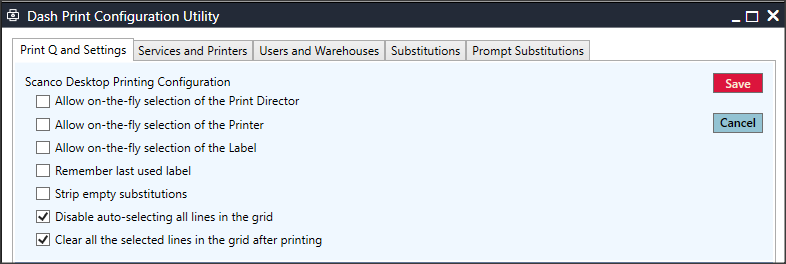 Dash Print Configuration Utility
Print Q and Settings
Services and Printers
Users and Warehouses
Substitutions
Prompt Substitutions
Scanco Desktop Printing Configuration
Save
Allow on-the-fly selection of the Print Director
Allow on-the-fly selection of the Printer
Cancel
Allow on-the-fly selection of the Label
Remember last used label
Strip empty substitutions
Disable auto-selecting all lines in the grid
Clear all the selected lines in the grid after printing